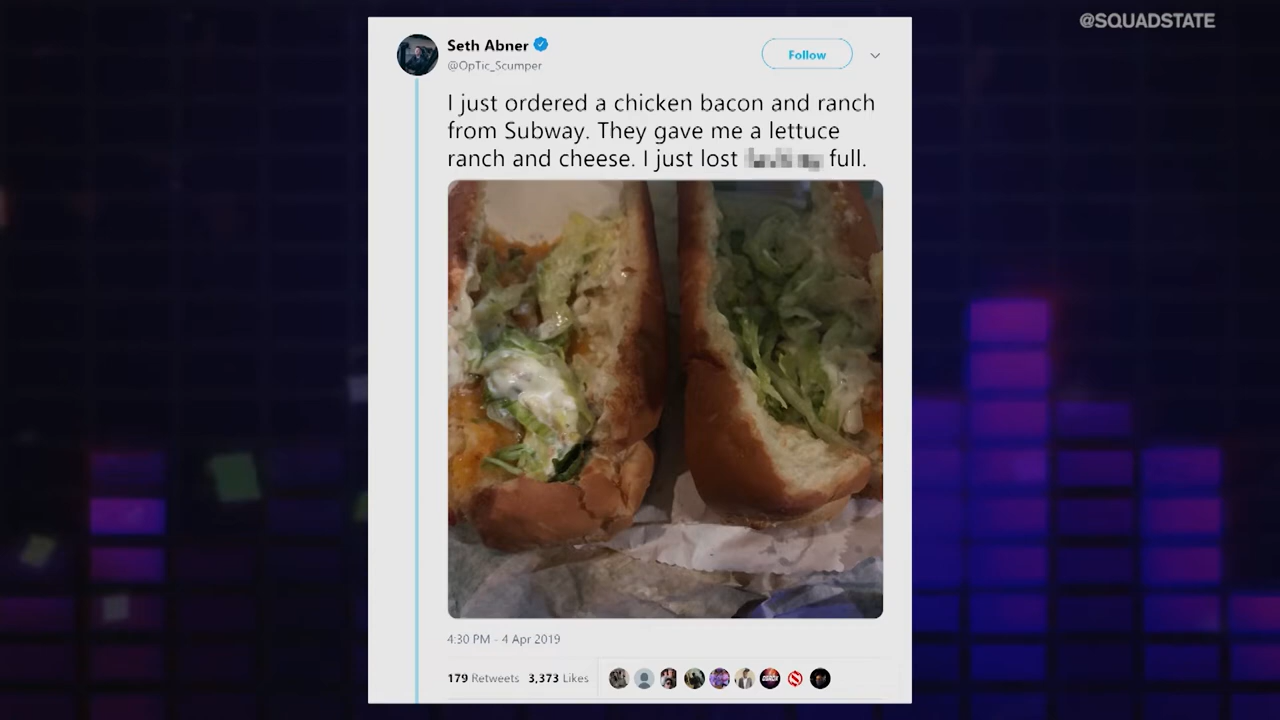 @SQUADSTATE
Seth Abner
@OpTic_Scumper
Follow
I just ordered a chicken bacon and ranch
from Subway. They gave me a lettuce
ranch and cheese. I just lost full.
4:30 PM - 4 Apr 2019
179 Retweets 3,373 Likes